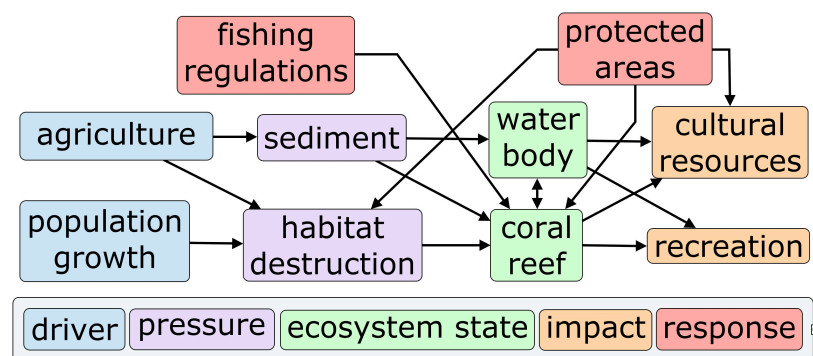 fishing
regulations
protected
areas
agriculture
sediment
water
body
cultural
resources
population
growth
habitat
destruction
coral
reef
recreation
driver
pressure
ecosystem state
impact
response